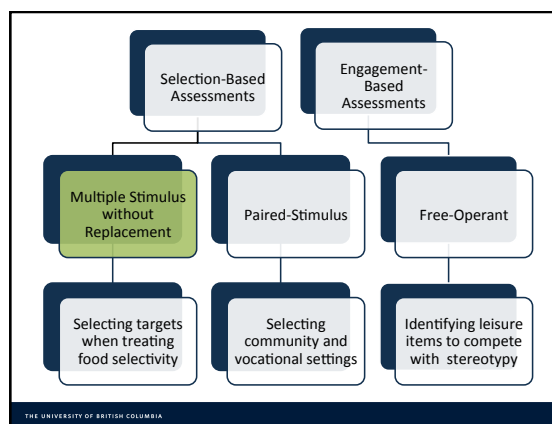 Selection-Based
Assessments
Engagement-
Based
Assessments
Multiple Stimulus
without
Replacement
Paired-Stimulus
Free-Operant
Selecting targets
when treating
food selectivity
Selecting
community and
vocational settings
Identifying leisure
items to compete
with stereotypy
THE UNIVERSITY OF BRITISH COLUMBIA